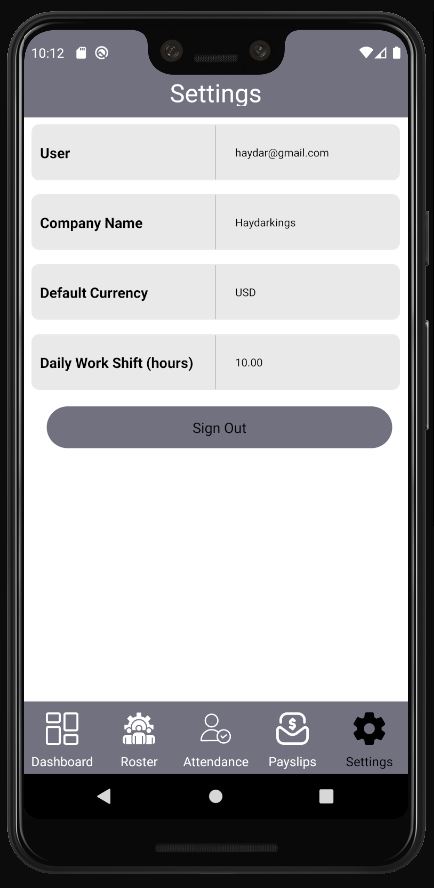 10:12
Settings
User
haydar@gmail.com
Company Name
Haydarkings
Default Currency
USD
Daily Work Shift (hours)
10.00
Sign Out
$
Dashboard
Roster
Attendance
Payslips
Settings